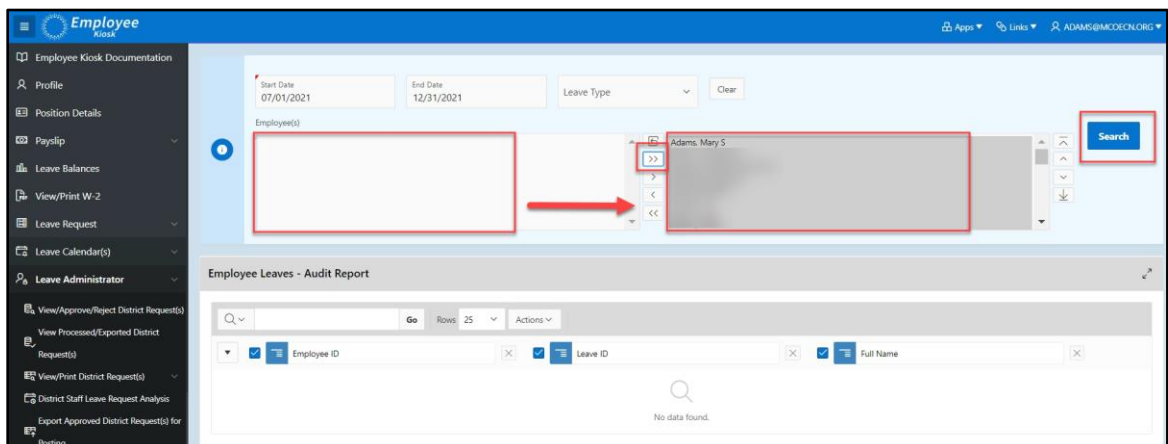 Employee
Kiosk
Apps
Links
ADAMS@MCOECN.ORG
Employee Kiosk Documentation
Profile
Position Details
Payslip
Leave Balances
View/Print W-2
Leave Request
Leave Calendar(s)
Leave Administrator
View/Approve/Reject District Request(s)
View Processed/Exported District
Request(s)
View/Print District Request(s)
District Staff Leave Request Analysis
Export Approved District Request(s) for
Posting
Start Date
07/01/2021
End Date
12/31/2021
Leave Type
Clear
Employee(s)
Adams, Mary S
Search
Employee Leaves - Audit Report
Go
Rows 25
Actions
Employee ID
Leave ID
Full Name
No data found.